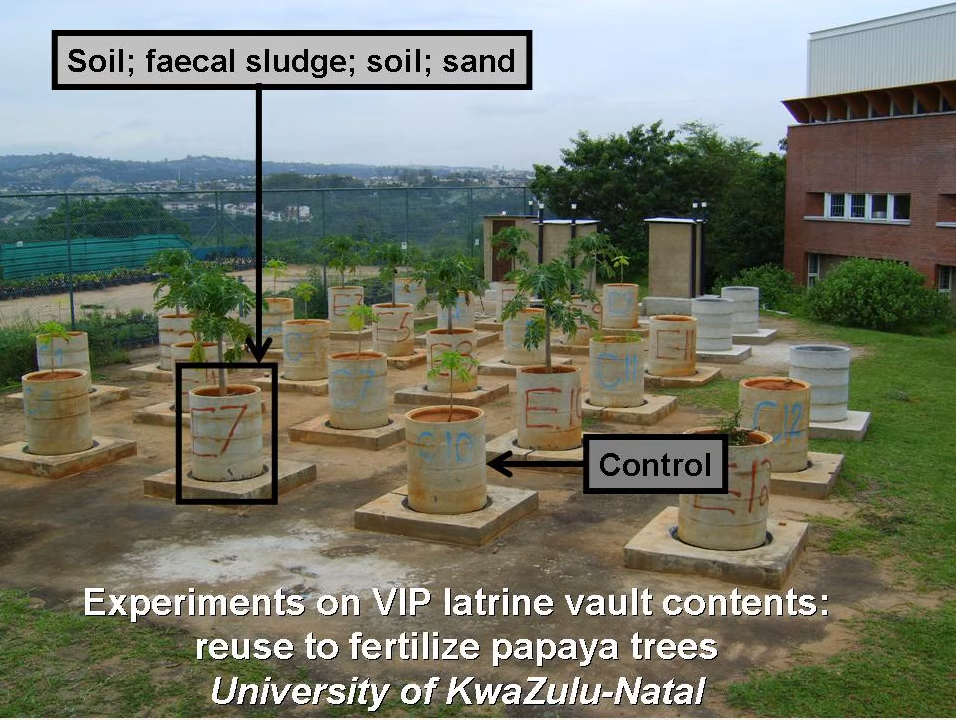 Soil; faecal sludge; soil; sand
E7
C7
C10
E10
C11
E11
C12
Control
Experiments on VIP latrine vault contents:
reuse to fertilize papaya trees
University of KwaZulu-Natal